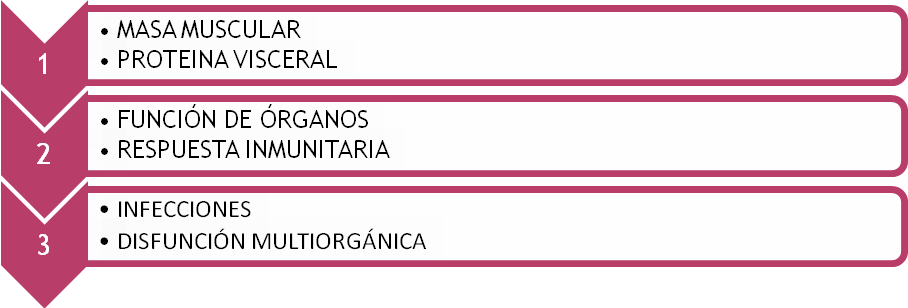 1
• MASA MUSCULAR
• PROTEINA VISCERAL
2
• FUNCIÓN DE ÓRGANOS
• RESPUESTA INMUNITARIA
3
• INFECCIONES
• DISFUNCIÓN MULTIORGÁNICA